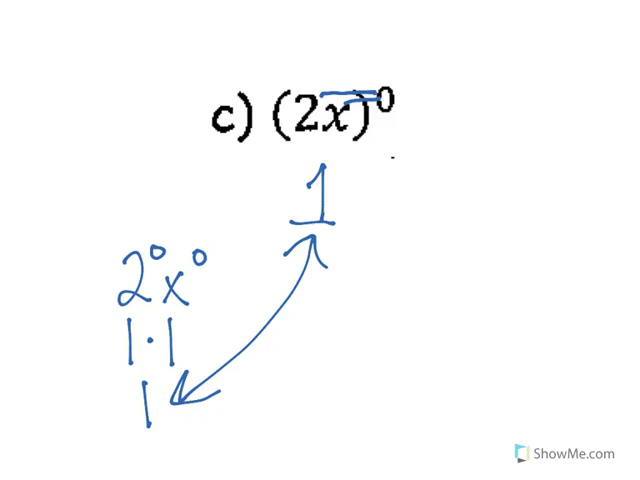 c) (2x)⁰
1
2⁰x⁰
1·1
1
ShowMe.com